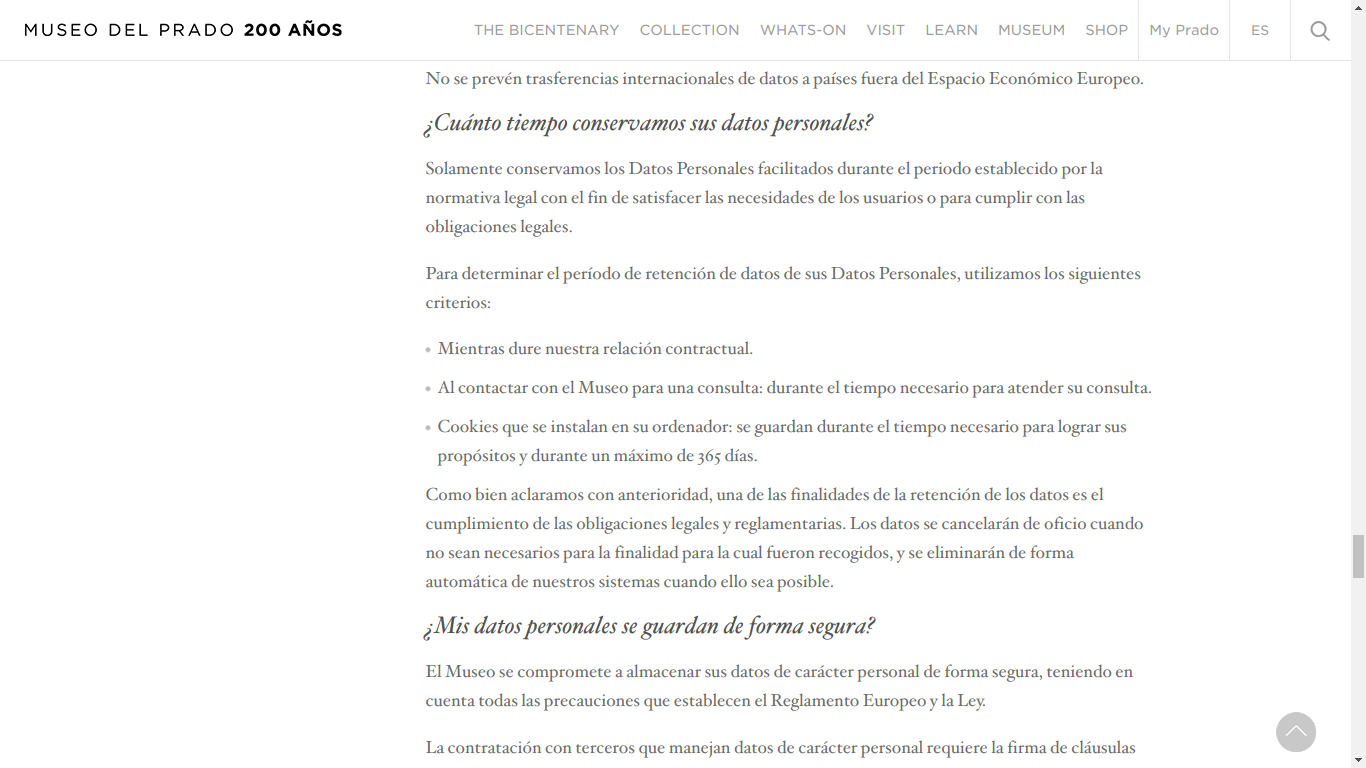 MUSEO DEL PRADO 200 AÑOS
THE BICENTENARY COLLECTION WHATS-ON VISIT LEARN MUSEUM SHOP My Prado ES
No se prevén trasferencias internacionales de datos a países fuera del Espacio Económico Europeo.
¿Cuánto tiempo conservamos sus datos personales?
Solamente conservamos los Datos Personales facilitados durante el periodo establecido por la
normativa legal con el fin de satisfacer las necesidades de los usuarios o para cumplir con las
obligaciones legales.
Para determinar el período de retención de datos de sus Datos Personales, utilizamos los siguientes
criterios:
• Mientras dure nuestra relación contractual.
• Al contactar con el Museo para una consulta: durante el tiempo necesario para atender su consulta.
• Cookies que se instalan en su ordenador: se guardan durante el tiempo necesario para lograr sus
propósitos y durante un máximo de 365 días.
Como bien aclaramos con anterioridad, una de las finalidades de la retención de los datos es el
cumplimiento de las obligaciones legales y reglamentarias. Los datos se cancelarán de oficio cuando
no sean necesarios para la finalidad para la cual fueron recogidos, y se eliminarán de forma
automática de nuestros sistemas cuando ello sea posible.
¿Mis datos personales se guardan de forma segura?
El Museo se compromete a almacenar sus datos de carácter personal de forma segura, teniendo en
cuenta todas las precauciones que establecen el Reglamento Europeo y la Ley.
La contratación con terceros que manejan datos de carácter personal requiere la firma de cláusulas